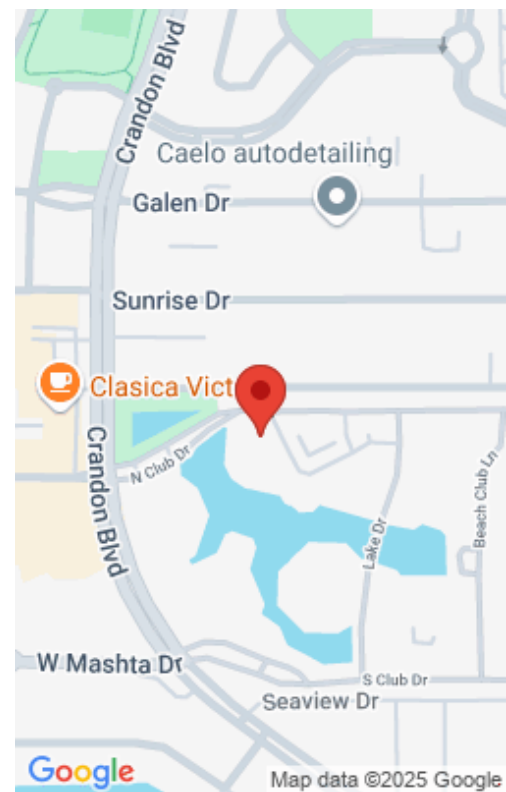 Crandon Blvd
Caelo autodetailing
Galen Dr
Sunrise Dr
Clasica Vict
N Club Dr
Crandon Blvd
Lake Dr
Beach Club Ln
W Mashta Dr
S Club Dr
Seaview Dr
Google
Map data ©2025 Google